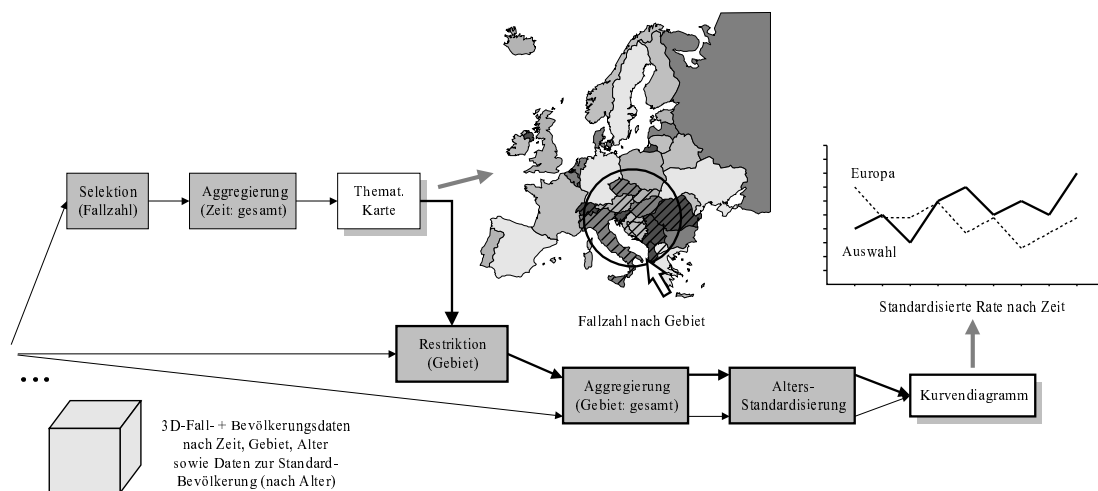 Selektion
(Fallzahl)
Aggregierung
(Zeit: gesamt)
Themat.
Karte
Europa
Auswahl
Standardisierte Rate nach Zeit
Fallzahl nach Gebiet
Restriktion
(Gebiet)
Aggregierung
(Gebiet: gesamt)
Alters-
Standardisierung
Kurvendiagramm
...
3D-Fall- + Bevölkerungsdaten
nach Zeit, Gebiet, Alter
sowie Daten zur Standard-
Bevölkerung (nach Alter)